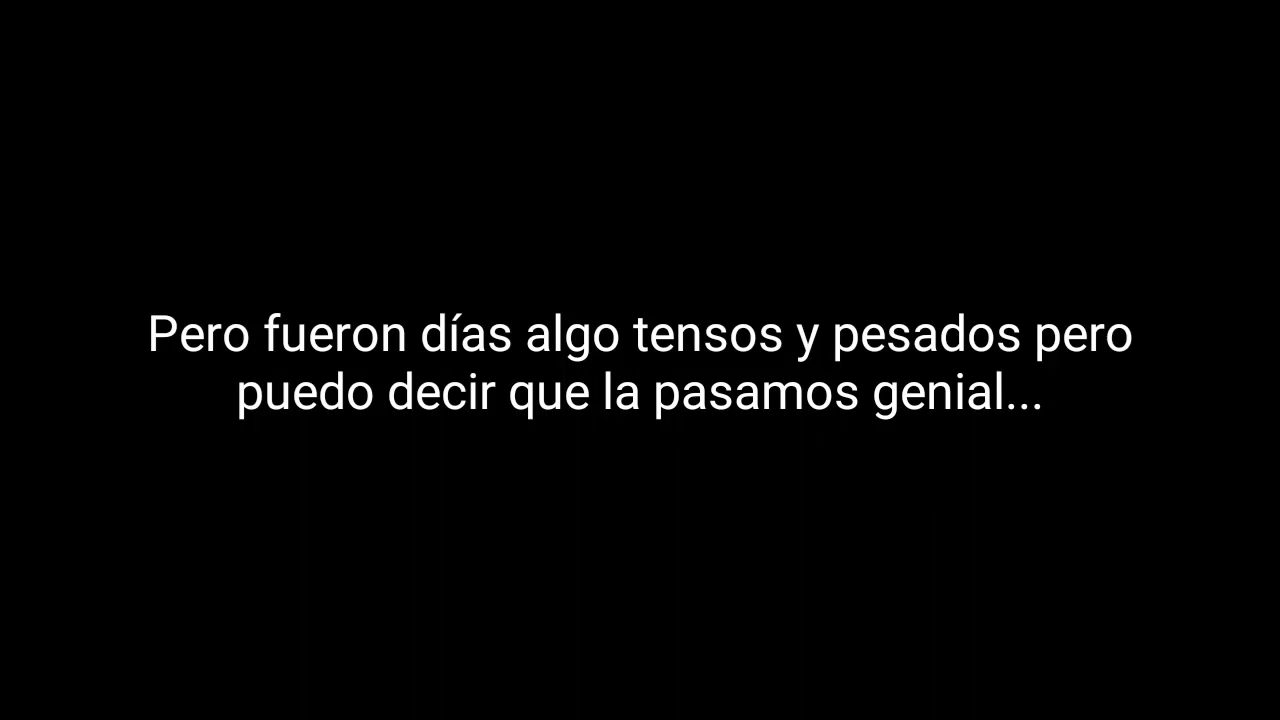 Pero fueron días algo tensos y pesados pero
puedo decir que la pasamos genial...